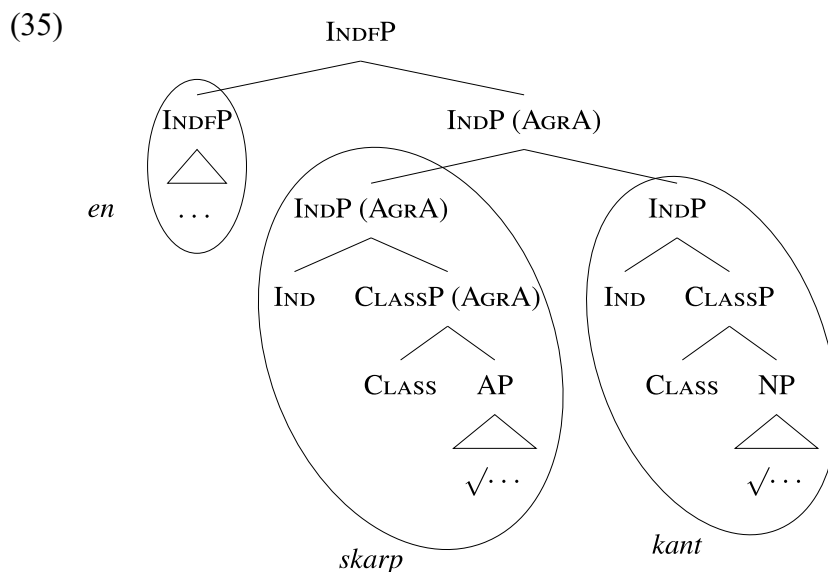 (35)
INDFP
INDFP INDP (AGRA)
...
en
INDP (AGRA) INDP
IND CLASSP (AGRA) IND CLASSP
CLASS AP CLASS NP
√··· √···
skarp kant